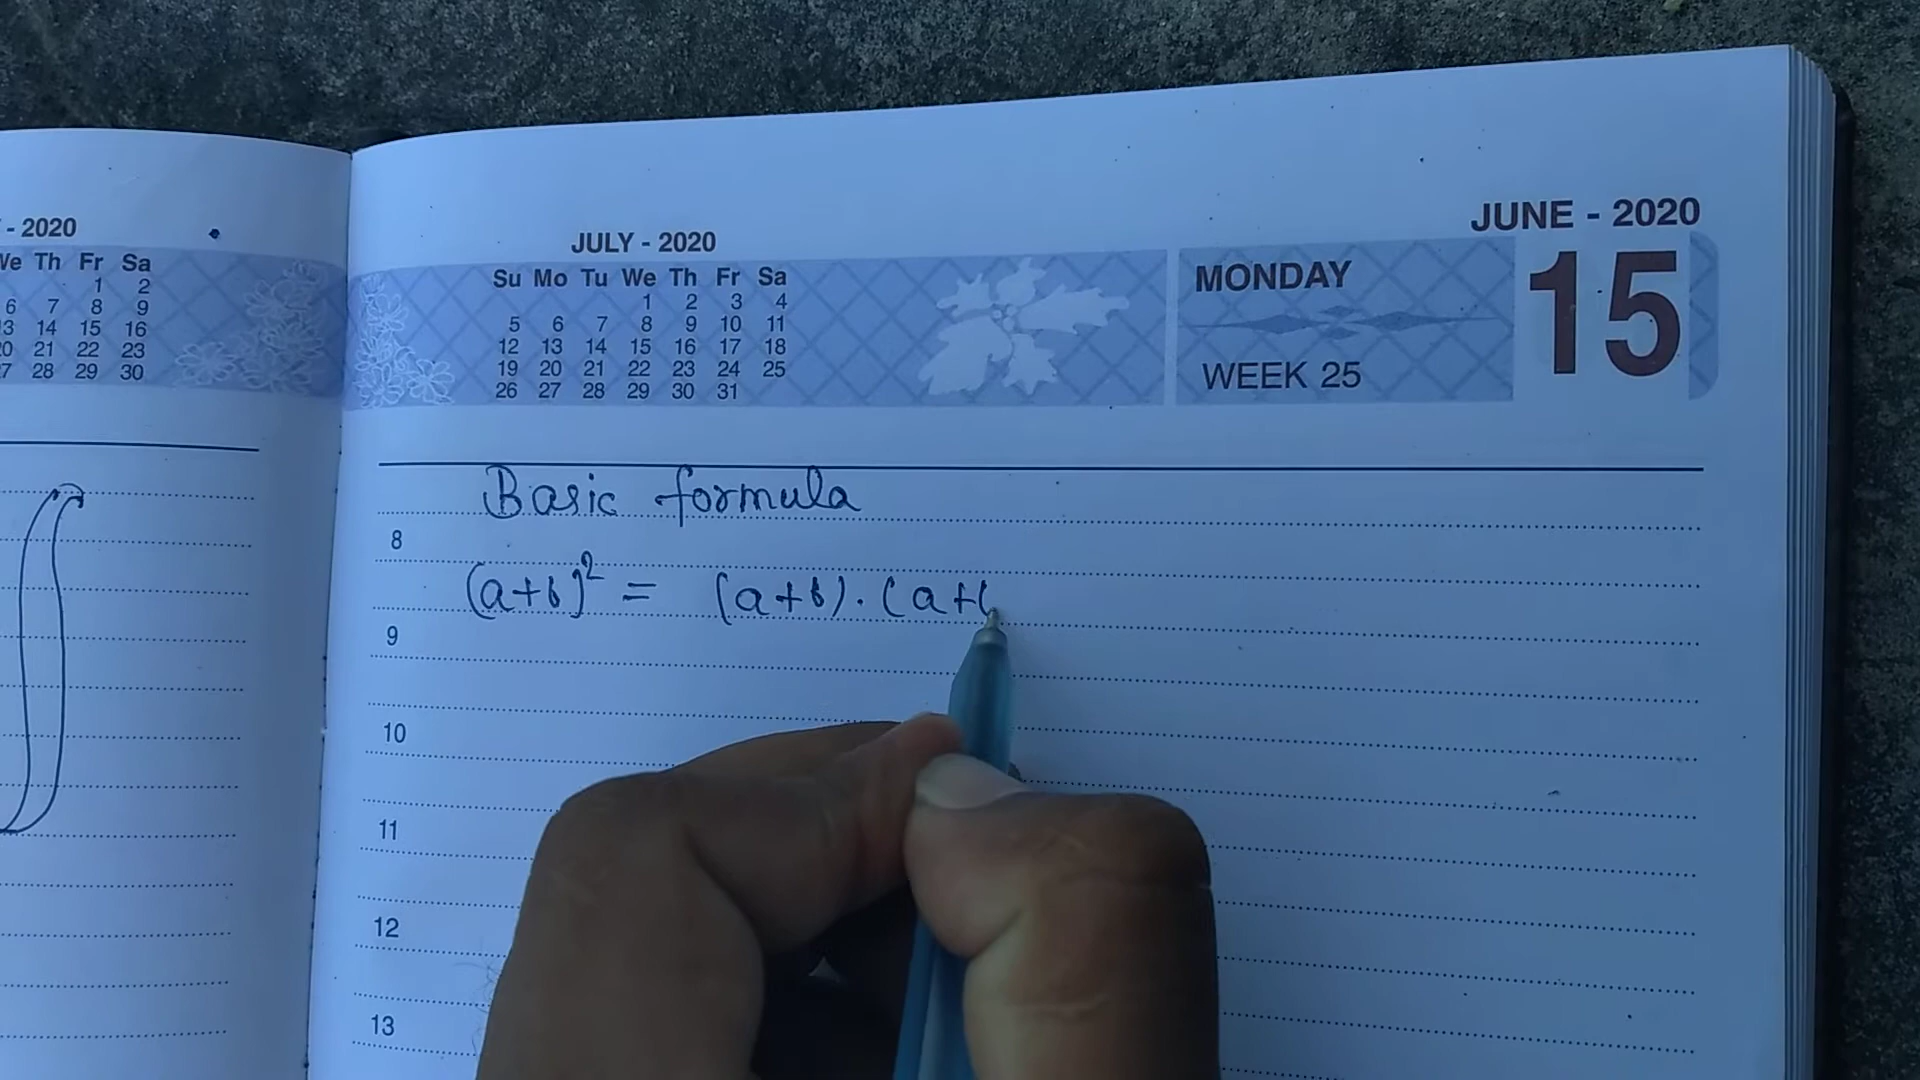 - 2020
We Th Fr Sa
1 2
6 7 8 9
13 14 15 16
20 21 22 23
27 28 29 30
JULY - 2020
Su Mo Tu We Th Fr Sa
1 2 3 4
5 6 7 8 9 10 11
12 13 14 15 16 17 18
19 20 21 22 23 24 25
26 27 28 29 30 31
JUNE - 2020
MONDAY
15
WEEK 25
Basic formula
8
(a+b)² = (a+b).(a+
9
10
11
12
13